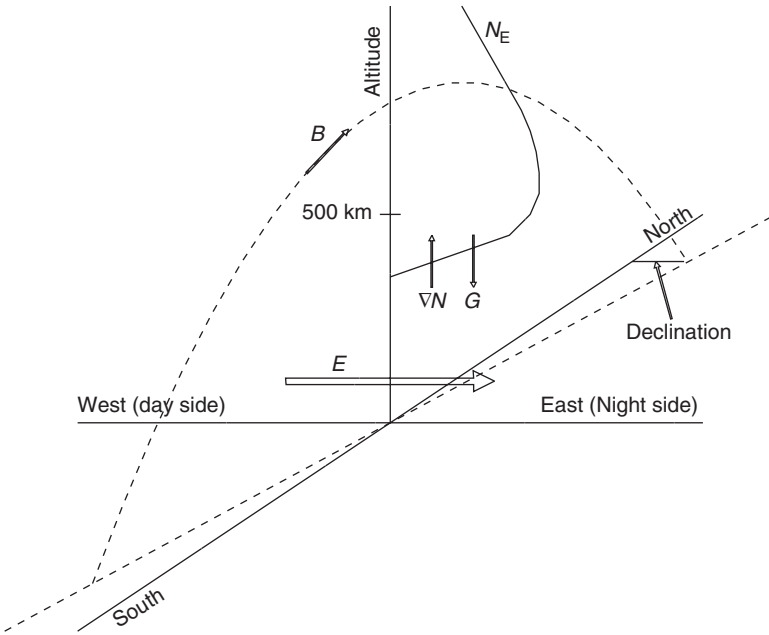 N_E
Altitude
B
500 km
North
∇N
G
Declination
E
West (day side)
East (Night side)
South